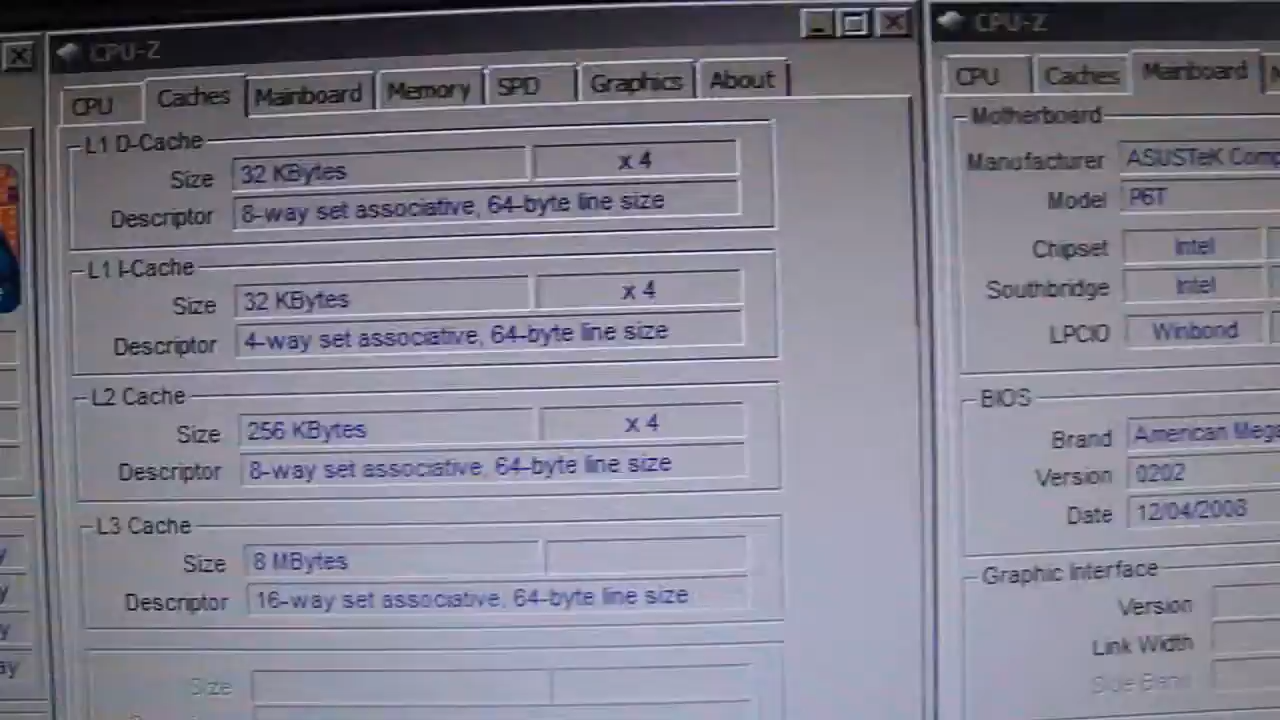 CPU-Z
CPU Caches Mainboard Memory SPD Graphics About
L1 D-Cache
Size 32 KBytes x 4
Descriptor 8-way set associative, 64-byte line size
L1 I-Cache
Size 32 KBytes x 4
Descriptor 4-way set associative, 64-byte line size
L2 Cache
Size 256 KBytes x 4
Descriptor 8-way set associative, 64-byte line size
L3 Cache
Size 8 MBytes
Descriptor 16-way set associative, 64-byte line size
Size
CPU-Z
CPU Caches Mainboard
Motherboard
Manufacturer ASUSTeK Comp
Model P6T
Chipset Intel
Southbridge Intel
LPCIO Winbond
BIOS
Brand American Mega
Version 0202
Date 12/04/2008
Graphic Interface
Version
Link Width
Side Band